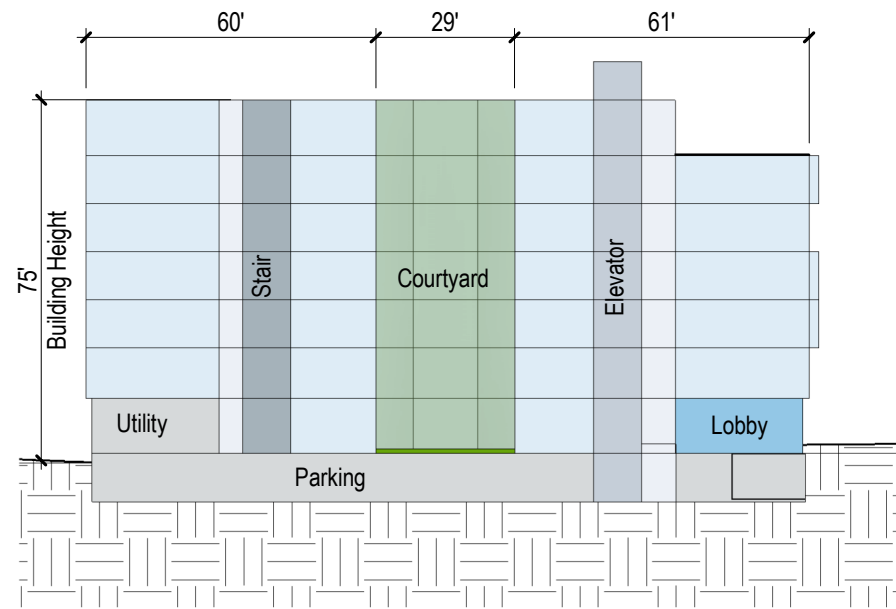 60'
29'
61'
75'
Building Height
Stair
Courtyard
Elevator
Utility
Lobby
Parking